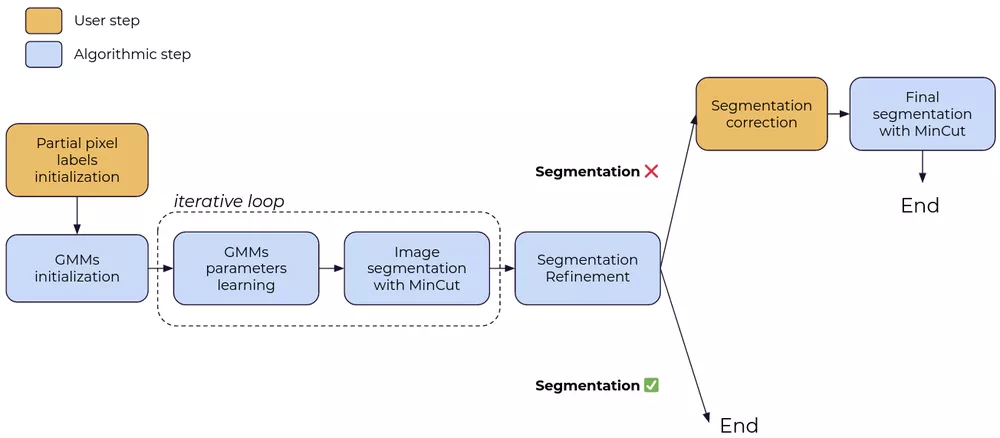 User step
Algorithmic step
Partial pixel
labels
initialization
GMMs
initialization
iterative loop
GMMs
parameters
learning
Image
segmentation
with MinCut
Segmentation
Refinement
Segmentation ❌
Segmentation
correction
Final
segmentation
with MinCut
End
Segmentation ✅
End